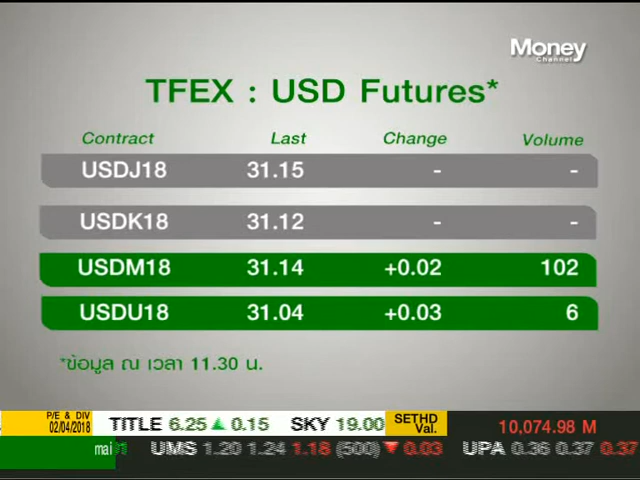 Money
Channel
TFEX : USD Futures*
Contract Last Change Volume
USDJ18 31.15 - -
USDK18 31.12 - -
USDM18 31.14 +0.02 102
USDU18 31.04 +0.03 6
*ข้อมูล ณ เวลา 11.30 น.
P/E & DIV
02/04/2018
TITLE 6.25 ▲ 0.15 SKY 19.00
SETHD
Val.
10,074.98 M
mai UMS 1.20 1.24 1.18 (500) ▼ 0.03 UPA 0.36 0.37 0.37